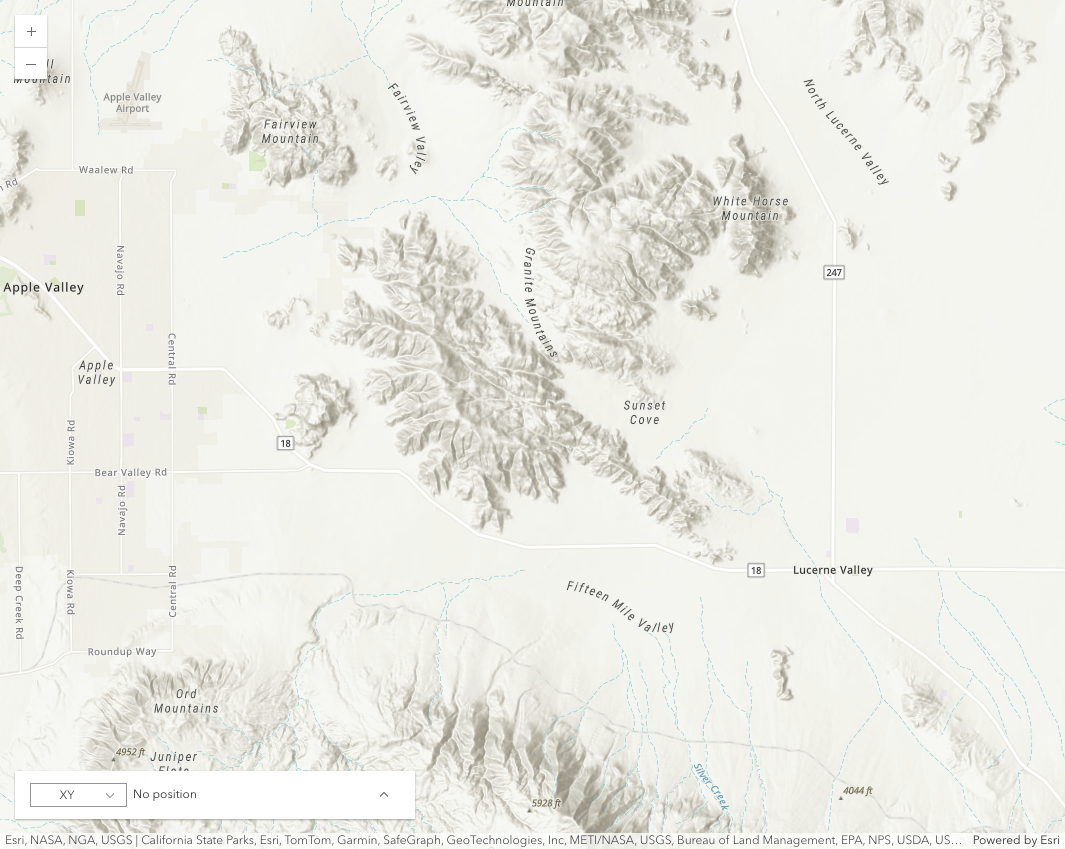 Mountain
+
−
ll
Mountain
Apple Valley
Airport
Fairview
Mountain
Fairview Valley
North Lucerne Valley
Waalew Rd
n Rd
White Horse
Mountain
Navajo Rd
Granite Mountains
247
Apple Valley
Central Rd
Apple
Valley
Sunset
Cove
Kiowa Rd
18
Bear Valley Rd
Navajo Rd
Deep Creek Rd
Kiowa Rd
Central Rd
18
Lucerne Valley
Fifteen Mile Valley
Roundup Way
Ord
Mountains
4952 ft
Juniper
Flats
Silver Creek
XY
No position
5928 ft
4044 ft
Esri, NASA, NGA, USGS | California State Parks, Esri, TomTom, Garmin, SafeGraph, GeoTechnologies, Inc, METI/NASA, USGS, Bureau of Land Management, EPA, NPS, USDA, US...
Powered by Esri